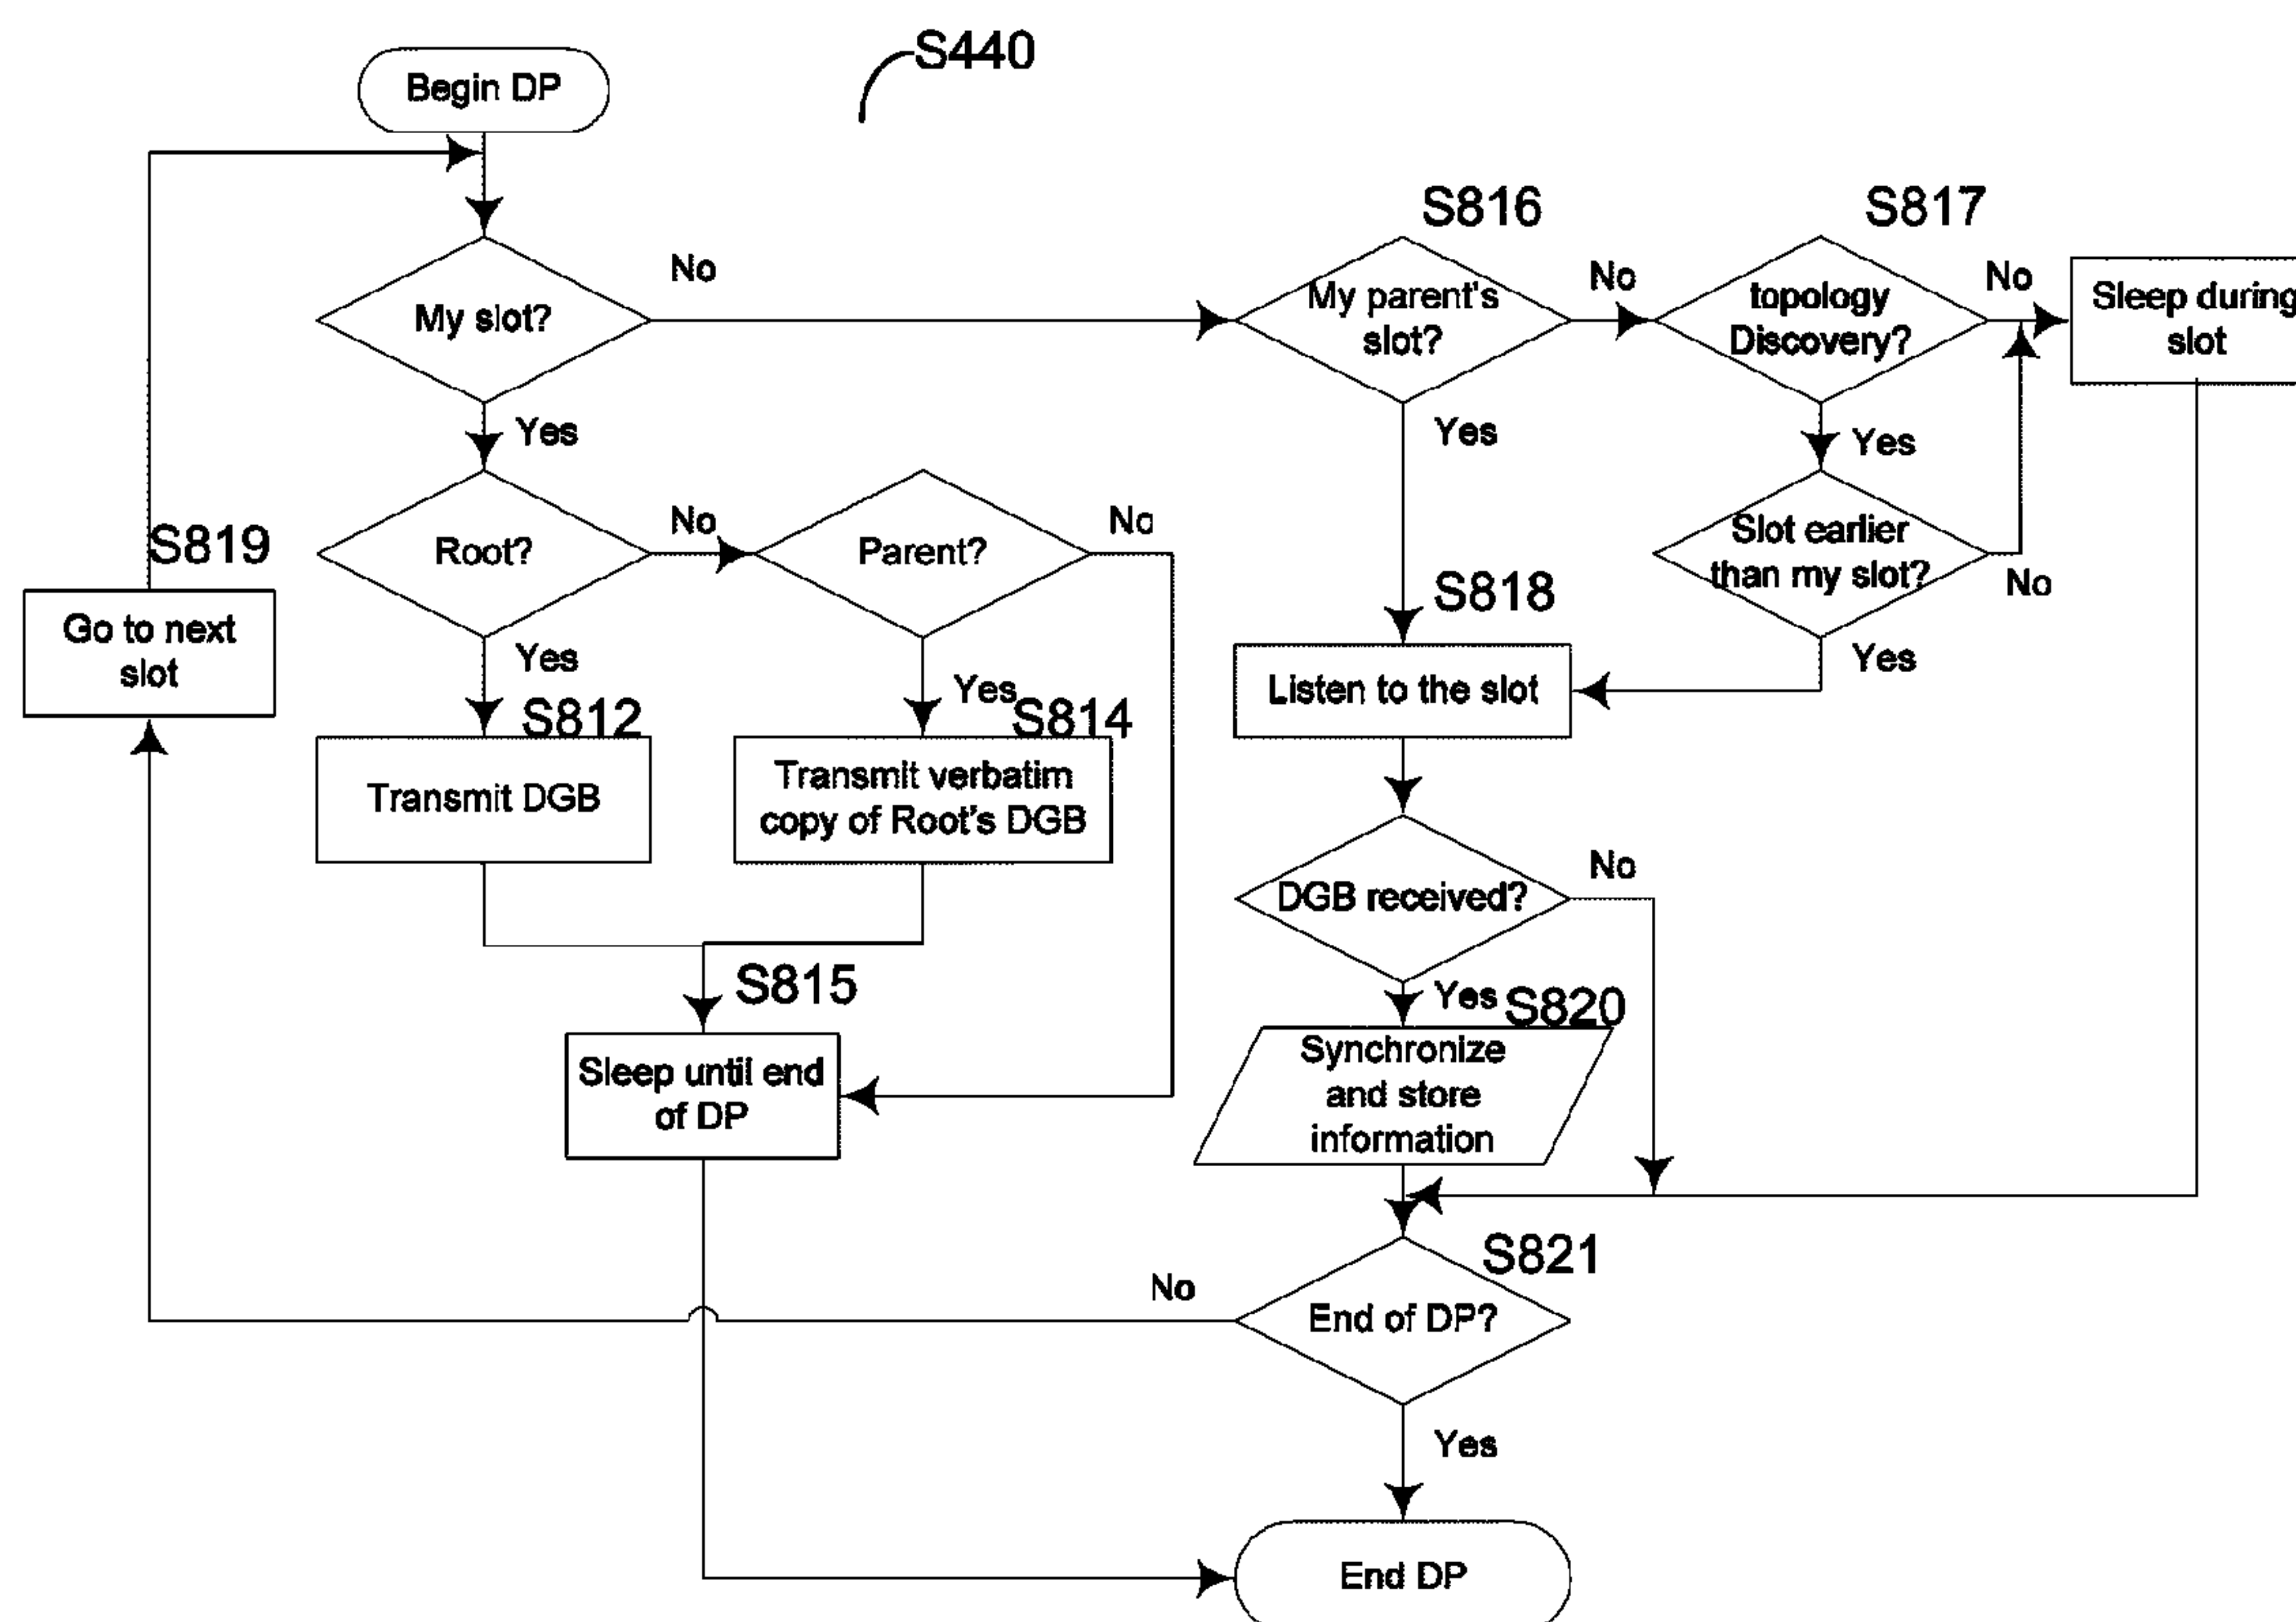 S440
Begin DP
S816
S817
My slot?
No
My parent's
slot?
No
topology
Discovery?
No
Sleep during
slot
Yes
Yes
Yes
S819
Go to next
slot
Root?
No
Parent?
No
Slot earlier
than my slot?
No
Yes
S812
Transmit DGB
Yes
S814
Transmit verbatim
copy of Root's DGB
S818
Listen to the slot
Yes
DGB received?
No
S815
Sleep until end
of DP
Yes
S820
Synchronize
and store
information
S821
No
End of DP?
Yes
End DP